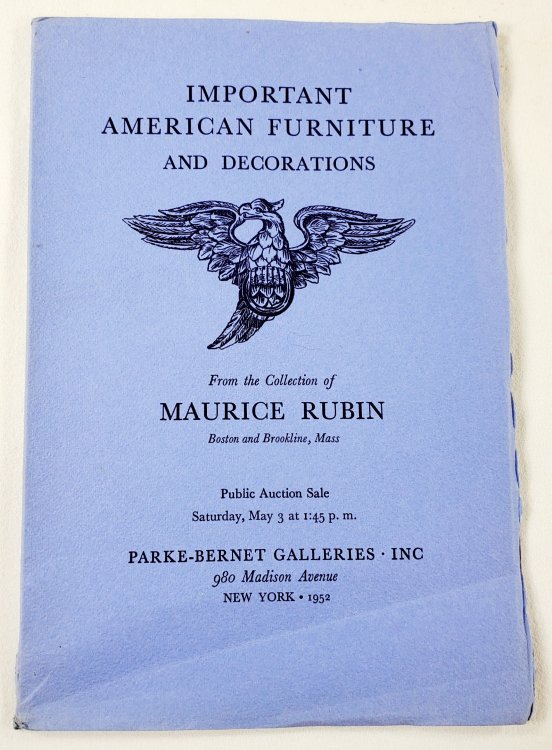 IMPORTANT
AMERICAN FURNITURE
AND DECORATIONS
From the Collection of
MAURICE RUBIN
Boston and Brookline, Mass
Public Auction Sale
Saturday, May 3 at 1:45 p. m.
PARKE-BERNET GALLERIES · INC
980 Madison Avenue
NEW YORK • 1952